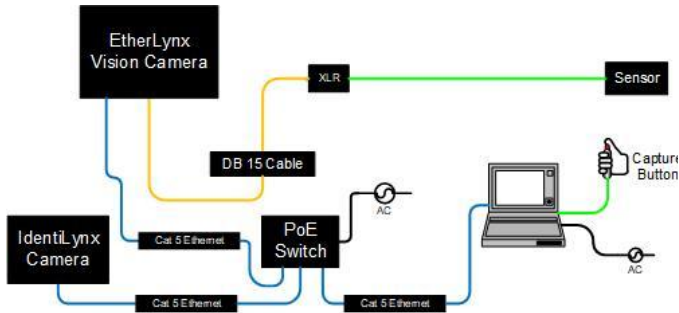 EtherLynx
Vision Camera
XLR
Sensor
DB 15 Cable
Capture
Button
AC
IdentiLynx
Camera
Cat 5 Ethernet
PoE
Switch
AC
Cat 5 Ethernet
Cat 5 Ethernet